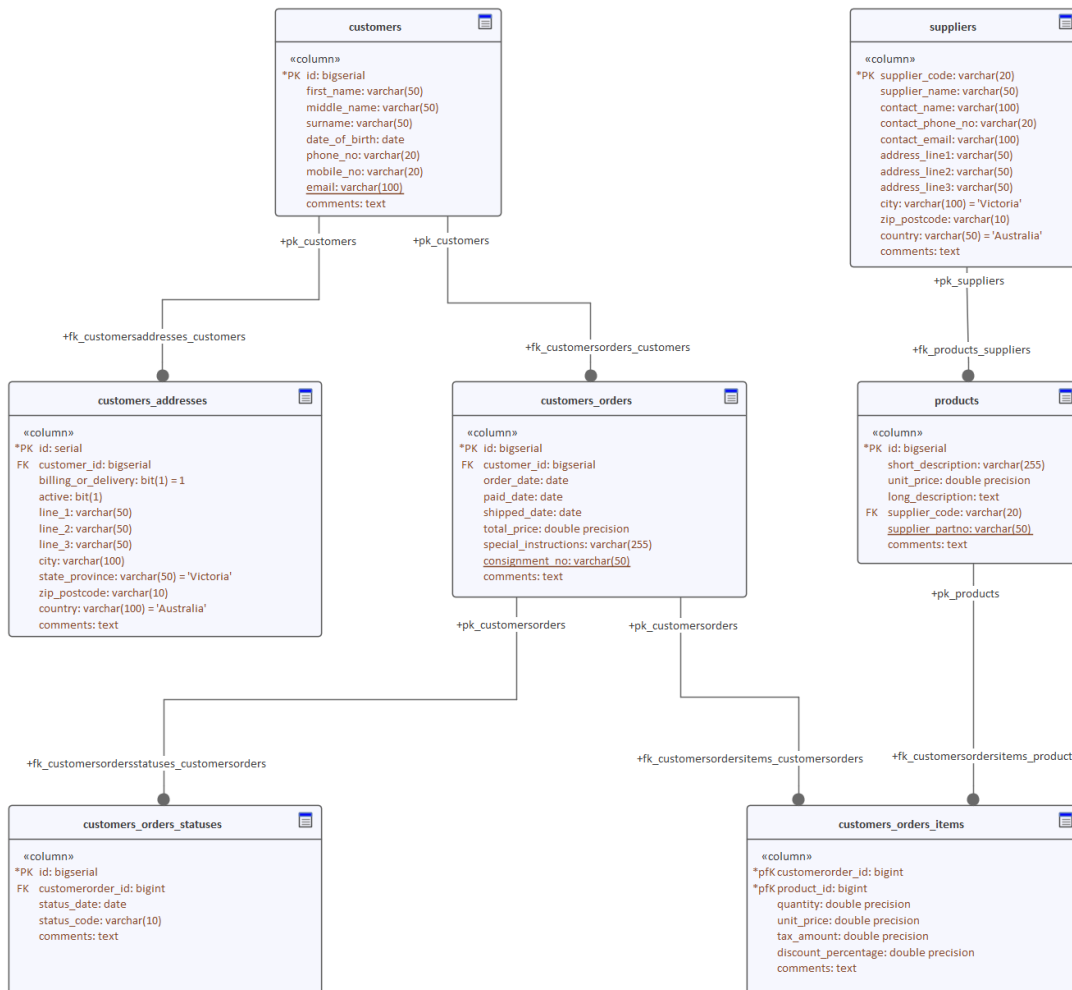 customers
«column»
*PK id: bigserial
first_name: varchar(50)
middle_name: varchar(50)
surname: varchar(50)
date_of_birth: date
phone_no: varchar(20)
mobile_no: varchar(20)
email: varchar(100)
comments: text
suppliers
«column»
*PK supplier_code: varchar(20)
supplier_name: varchar(50)
contact_name: varchar(100)
contact_phone_no: varchar(20)
contact_email: varchar(100)
address_line1: varchar(50)
address_line2: varchar(50)
address_line3: varchar(50)
city: varchar(100) = 'Victoria'
zip_postcode: varchar(10)
country: varchar(50) = 'Australia'
comments: text
+pk_customers
+pk_customers
+pk_suppliers
+fk_customersaddresses_customers
+fk_customersorders_customers
+fk_products_suppliers
customers_addresses
«column»
*PK id: serial
FK customer_id: bigserial
billing_or_delivery: bit(1) = 1
active: bit(1)
line_1: varchar(50)
line_2: varchar(50)
line_3: varchar(50)
city: varchar(100)
state_province: varchar(50) = 'Victoria'
zip_postcode: varchar(10)
country: varchar(100) = 'Australia'
comments: text
customers_orders
«column»
*PK id: bigserial
FK customer_id: bigserial
order_date: date
paid_date: date
shipped_date: date
total_price: double precision
special_instructions: varchar(255)
consignment_no: varchar(50)
comments: text
products
«column»
*PK id: bigserial
short_description: varchar(255)
unit_price: double precision
long_description: text
FK supplier_code: varchar(20)
supplier_partno: varchar(50)
comments: text
+pk_customersorders
+pk_customersorders
+pk_products
+fk_customersordersstatuses_customersorders
+fk_customersordersitems_customersorders
+fk_customersordersitems_product
customers_orders_statuses
«column»
*PK id: bigserial
FK customerorder_id: bigint
status_date: date
status_code: varchar(10)
comments: text
customers_orders_items
«column»
*pfK customerorder_id: bigint
*pfK product_id: bigint
quantity: double precision
unit_price: double precision
tax_amount: double precision
discount_percentage: double precision
comments: text